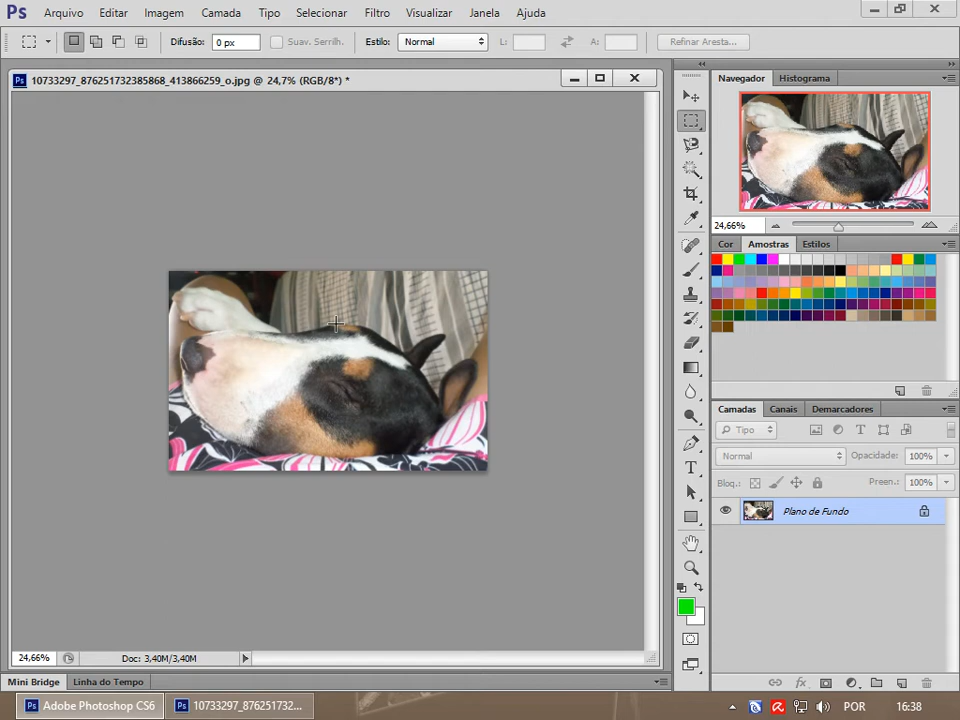 Ps Arquivo Editar Imagem Camada Tipo Selecionar Filtro Visualizar Janela Ajuda
Difusão: 0 px Suav. Serrilh. Estilo: Normal L: A: Refinar Aresta...
Ps 10733297_876251732385868_413866259_o.jpg @ 24,7% (RGB/8*) *
Navegador Histograma
24,66%
Cor Amostras Estilos
Camadas Canais Demarcadores
Tipo
Normal Opacidade: 100%
Bloq.: Preen.: 100%
Plano de Fundo
24,66% Doc: 3,40M/3,40M
Mini Bridge Linha do Tempo
Ps Adobe Photoshop CS6 Ps 10733297_876251732... POR 16:38